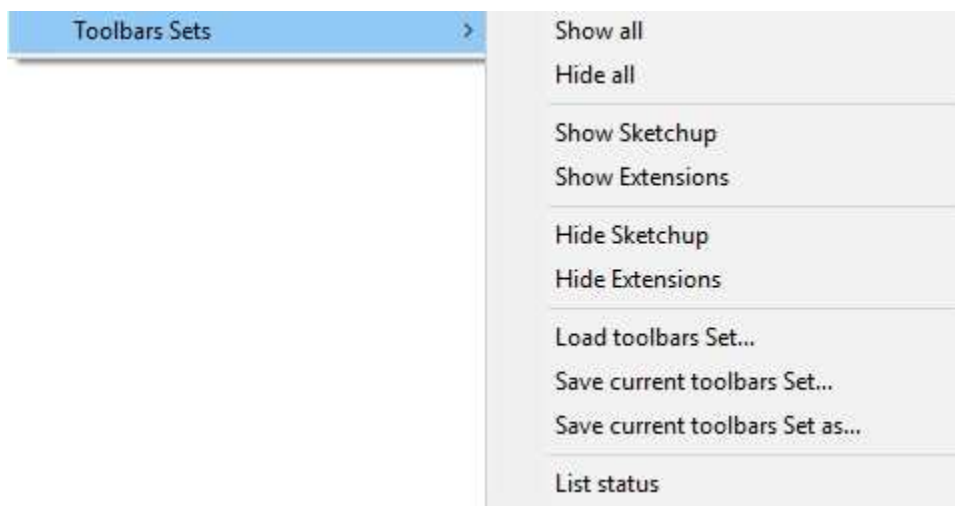 Toolbars Sets
Show all
Hide all
Show Sketchup
Show Extensions
Hide Sketchup
Hide Extensions
Load toolbars Set...
Save current toolbars Set...
Save current toolbars Set as...
List status